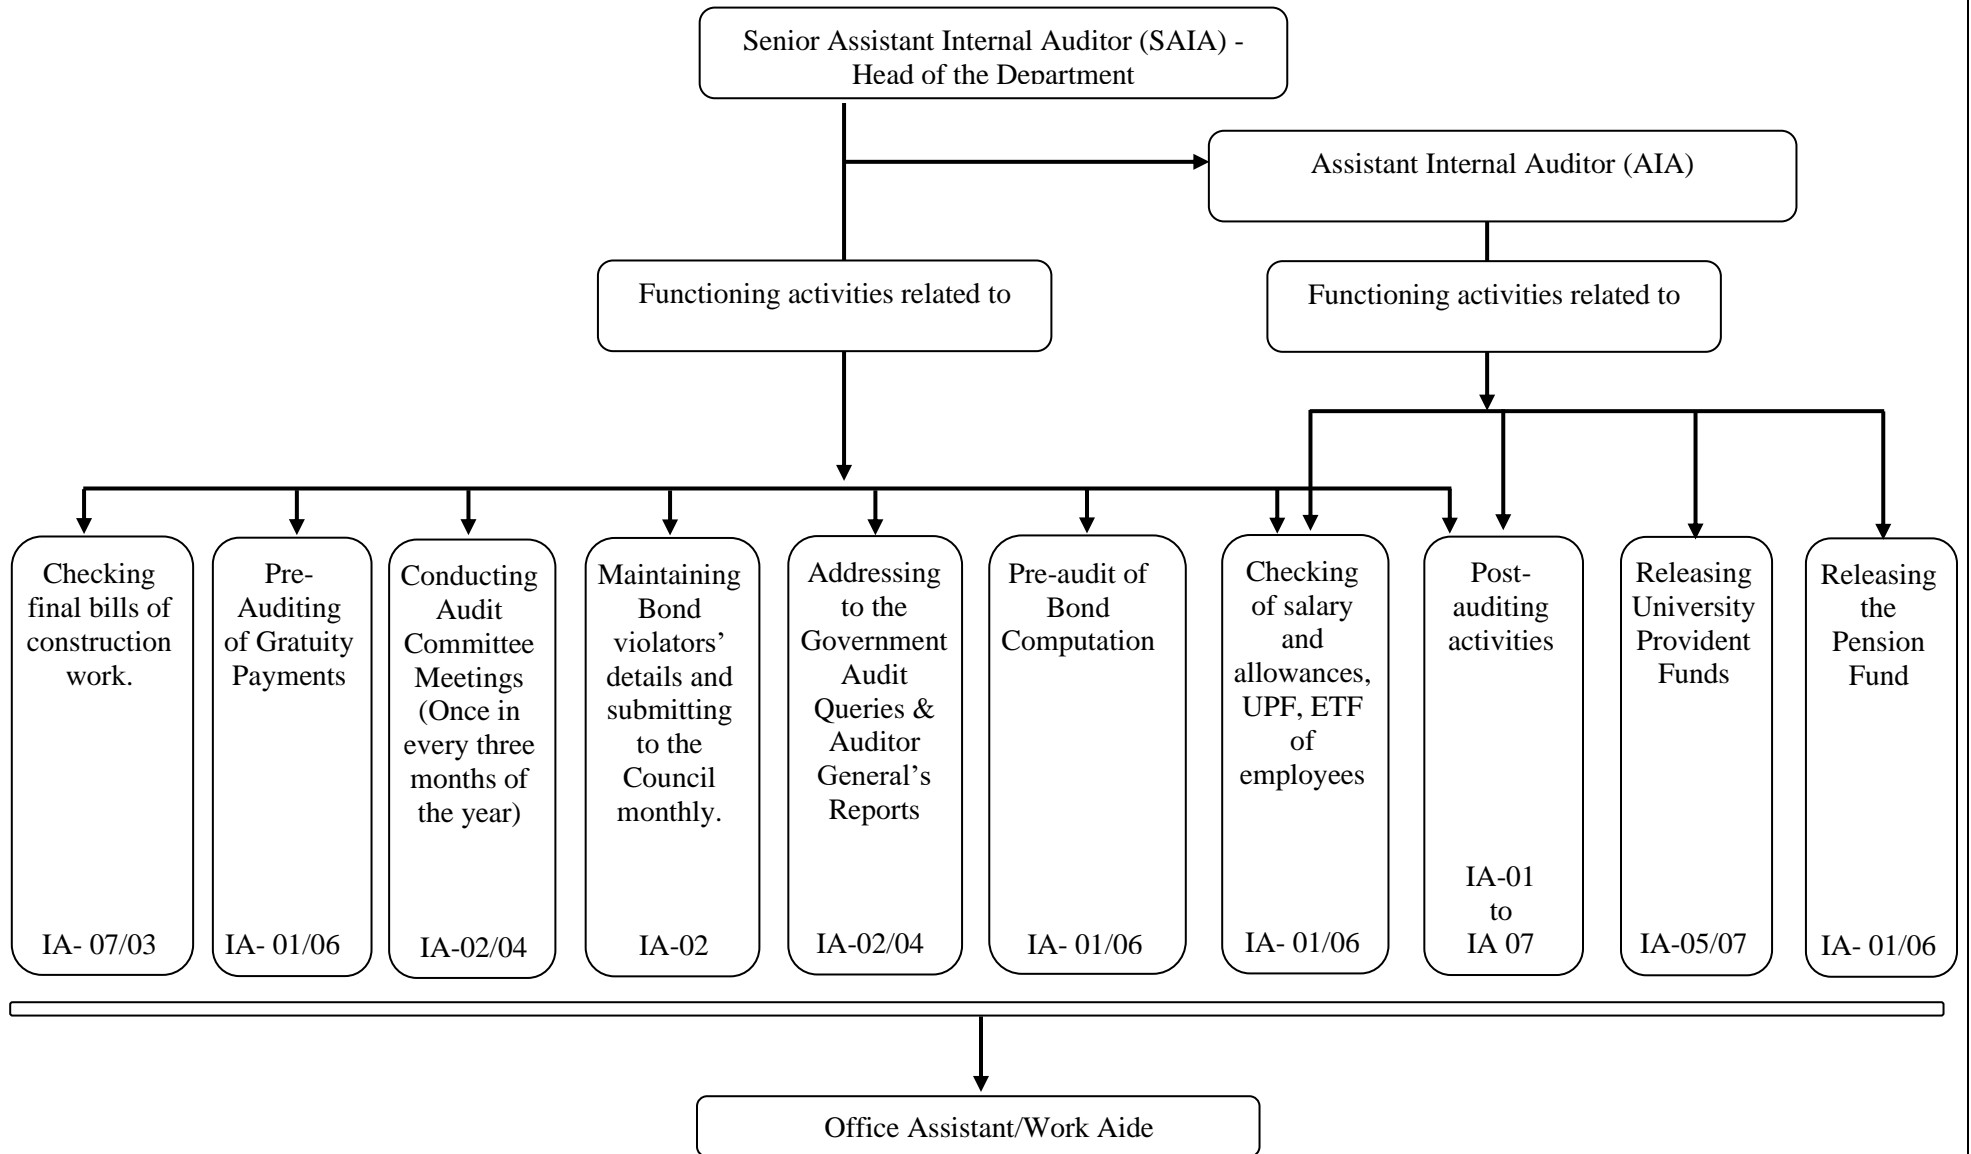 Senior Assistant Internal Auditor (SAIA) -
Head of the Department
Assistant Internal Auditor (AIA)
Functioning activities related to
Functioning activities related to
Checking
final bills of
construction
work.
IA- 07/03
Pre-
Auditing
of Gratuity
Payments
IA- 01/06
Conducting
Audit
Committee
Meetings
(Once in
every three
months of
the year)
IA-02/04
Maintaining
Bond
violators’
details and
submitting
to the
Council
monthly.
IA-02
Addressing
to the
Government
Audit
Queries &
Auditor
General’s
Reports
IA-02/04
Pre-audit of
Bond
Computation
IA- 01/06
Checking
of salary
and
allowances,
UPF, ETF
of
employees
IA- 01/06
Post-
auditing
activities
IA-01
to
IA 07
Releasing
University
Provident
Funds
IA-05/07
Releasing
the
Pension
Fund
IA- 01/06
Office Assistant/Work Aide